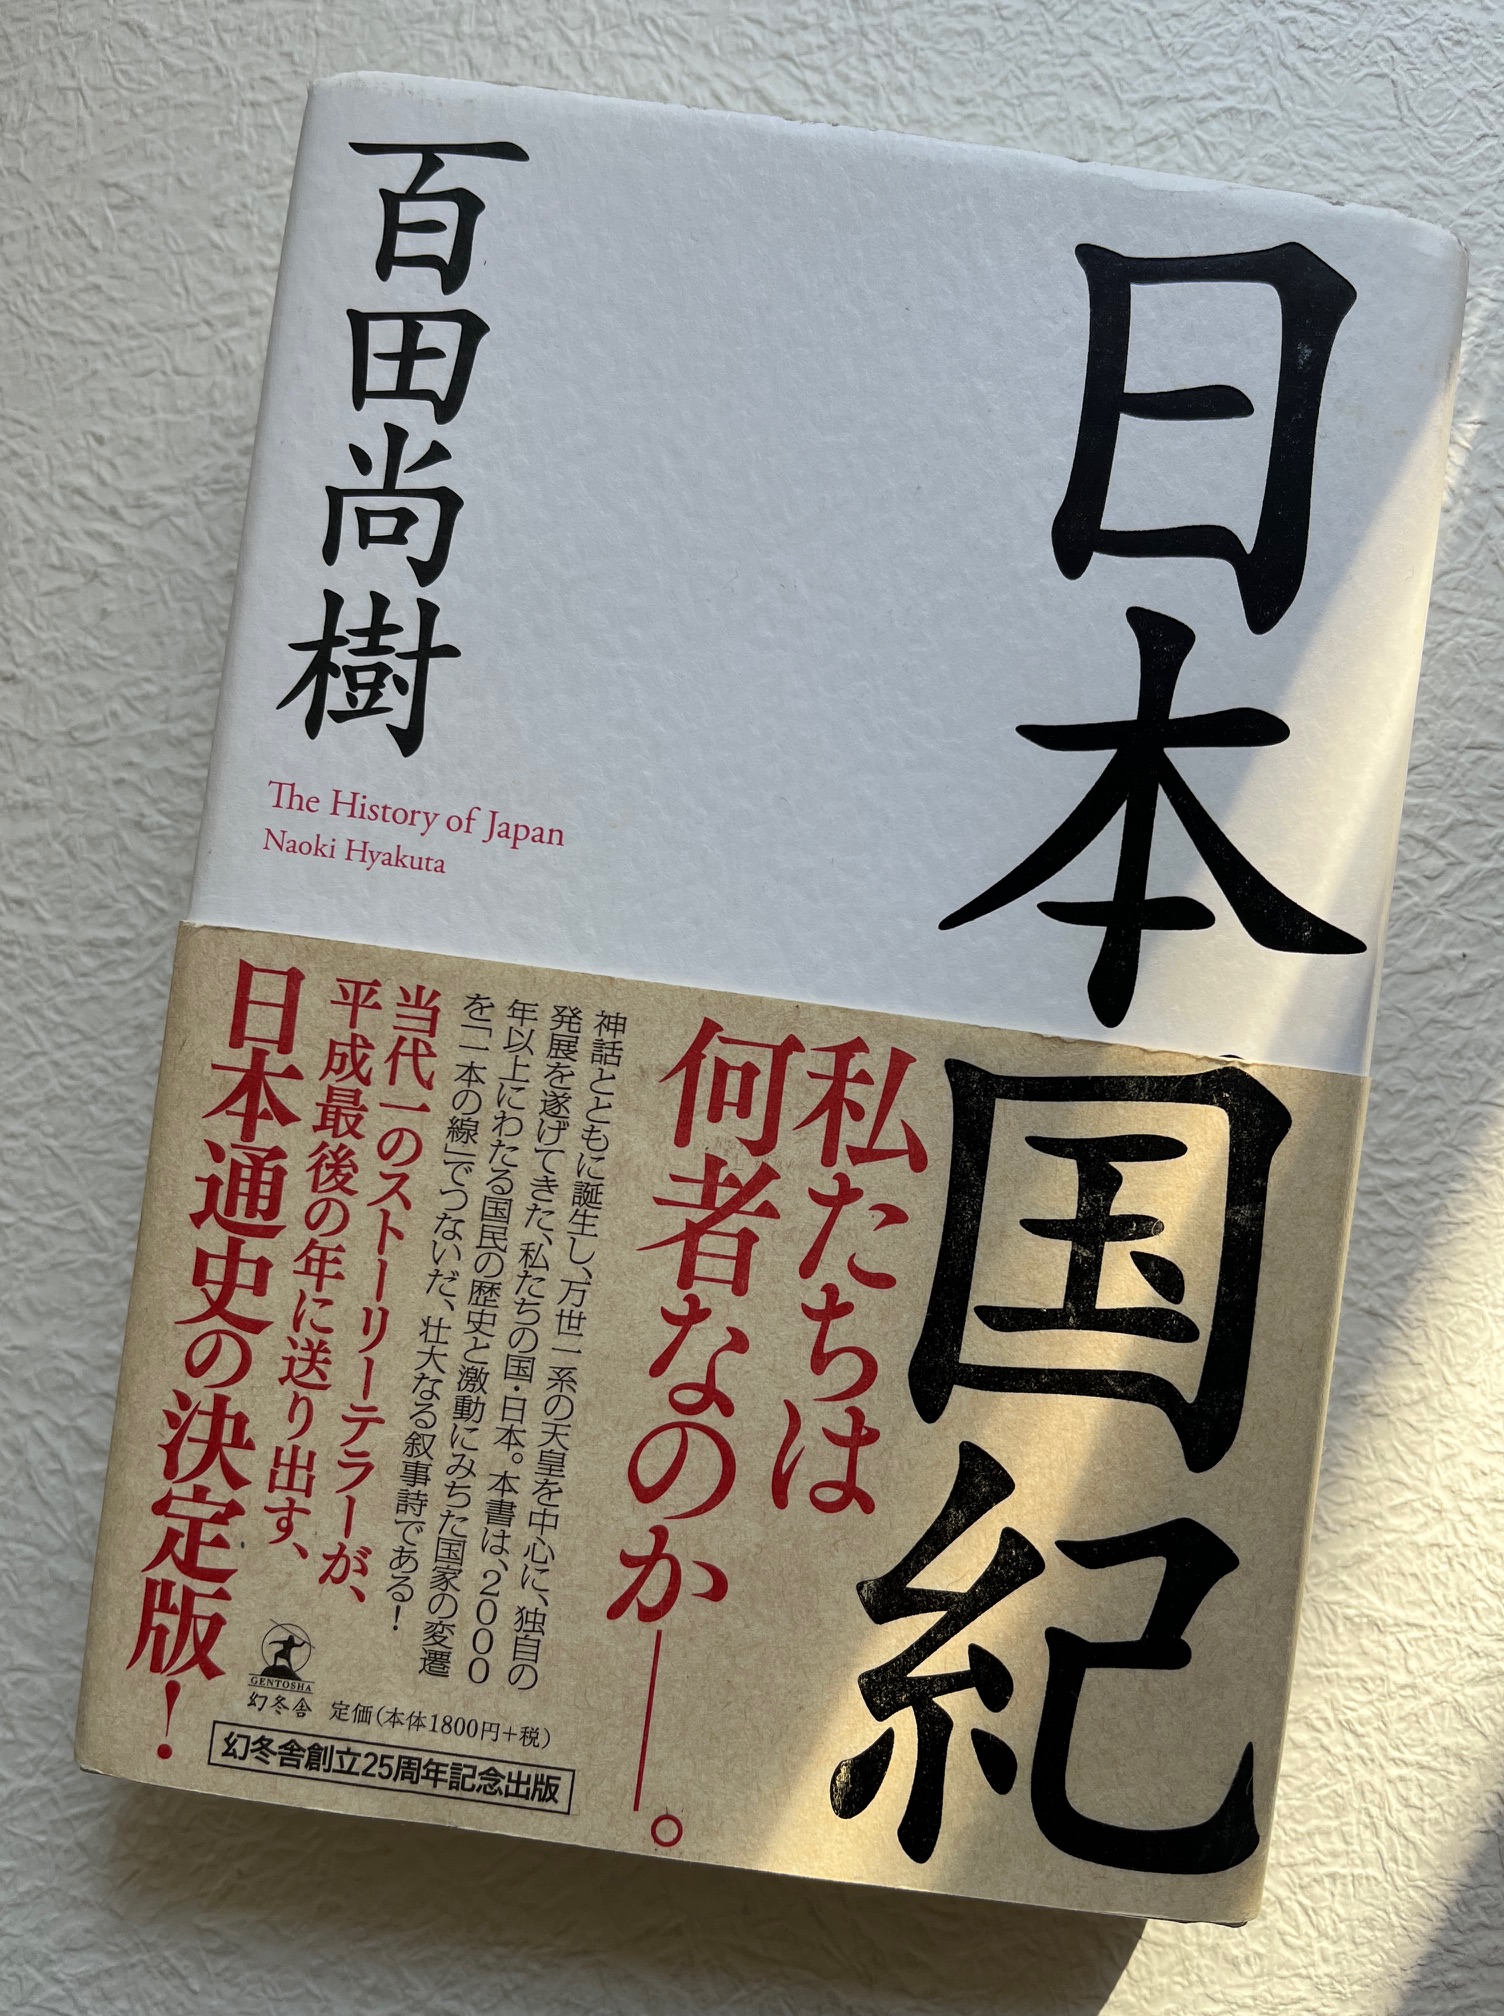 日本国紀
百田尚樹
The History of Japan
Naoki Hyakuta
私たちは
何者なのか――。
神話とともに誕生し、万世一系の天皇を中心に、独自の
発展を遂げてきた、私たちの国・日本。本書は、2000
年以上にわたる国民の歴史と激動にみちた国家の変遷
を「一本の線」でつないだ、壮大なる叙事詩である!
当代一のストーリーテラーが、
平成最後の年に送り出す、
日本通史の決定版!
GENTOSHA
幻冬舎
定価(本体1800円+税)
幻冬舎創立25周年記念出版